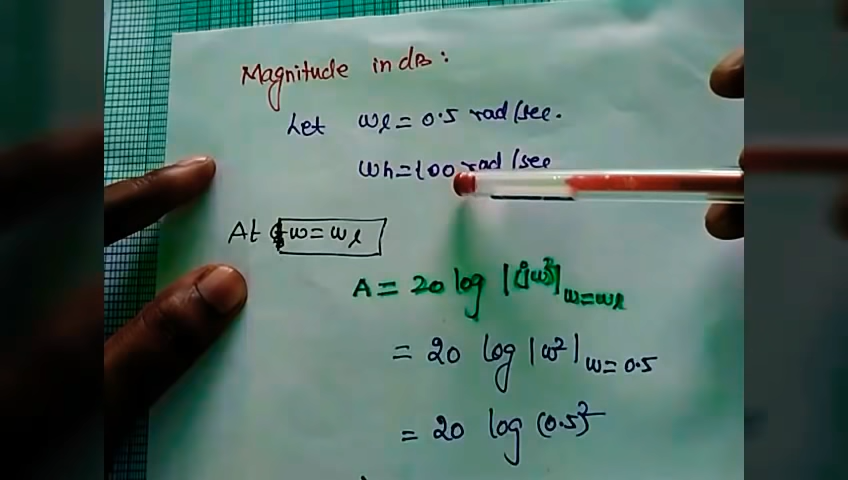 Magnitude in dB:
Let ωl = 0.5 rad/sec.
ωh = 100 rad/sec
At ω = ωl
A = 20 log |(jω)²| ω=ωl
= 20 log |ω²| ω= 0.5
= 20 log (0.5)²